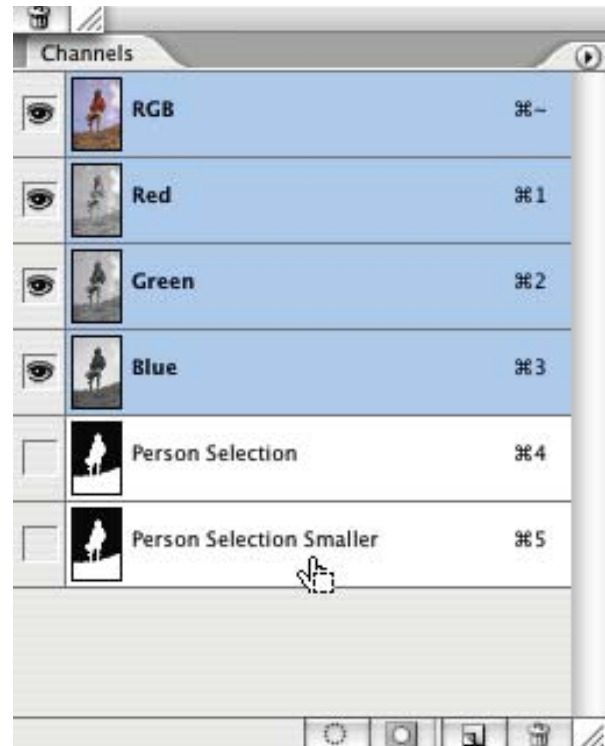 Channels
RGB ⌘~
Red ⌘1
Green ⌘2
Blue ⌘3
Person Selection ⌘4
Person Selection Smaller ⌘5